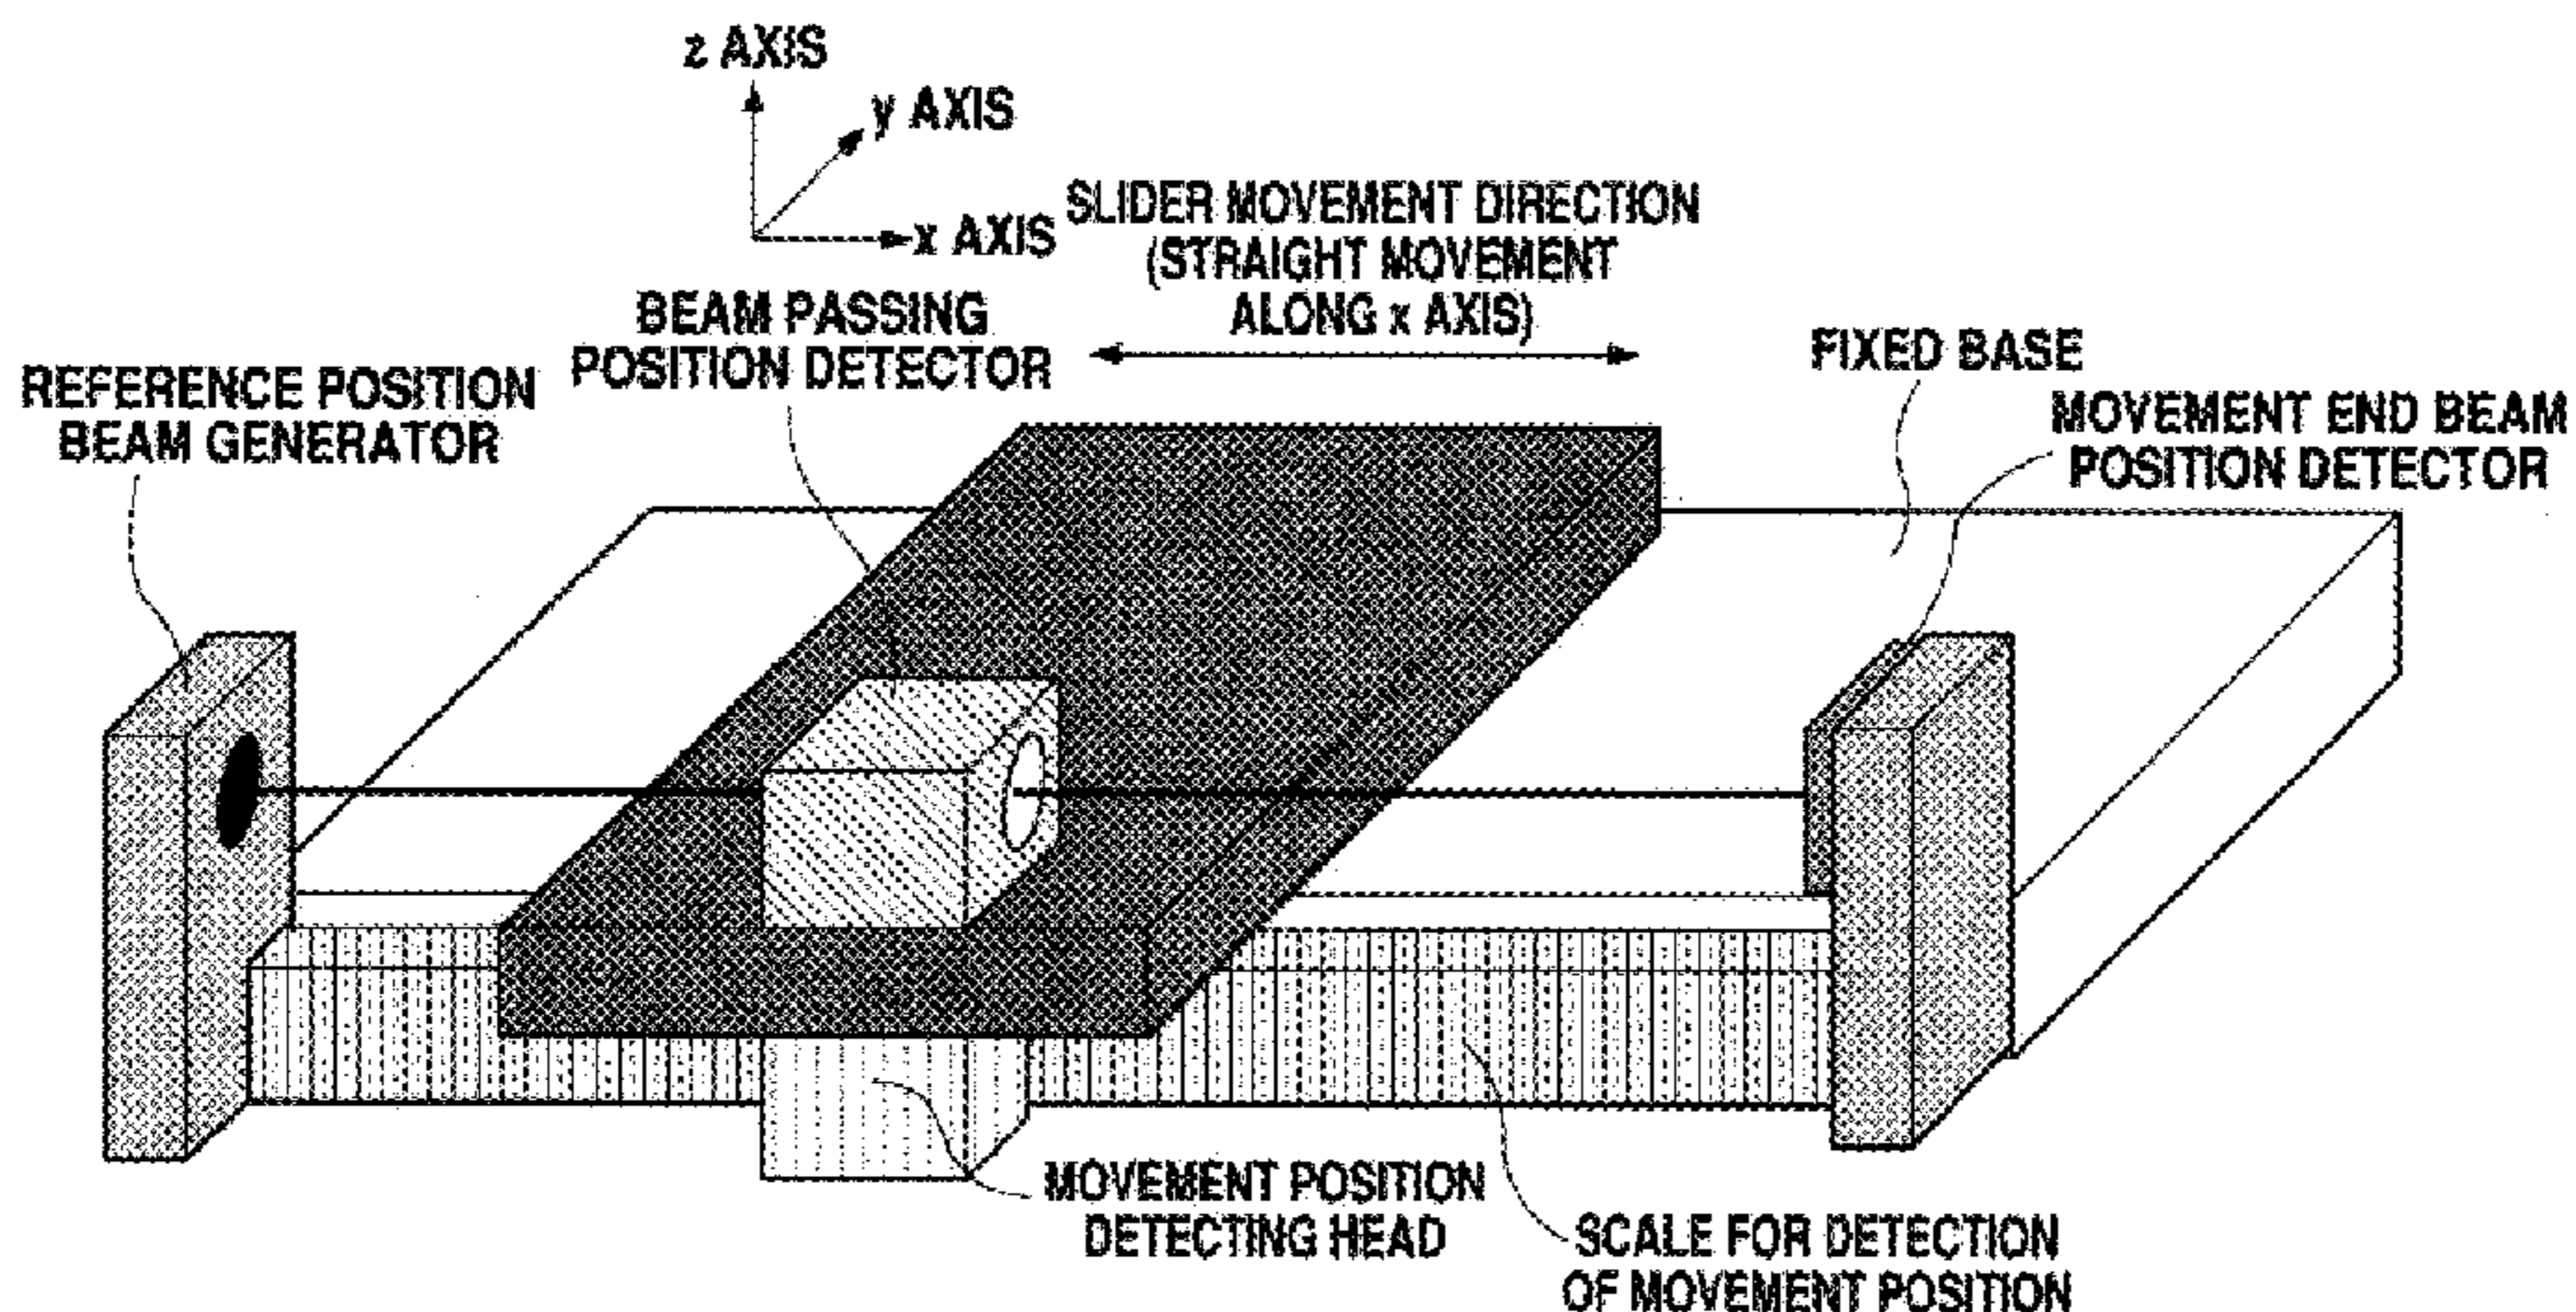 z AXIS
y AXIS
x AXIS
SLIDER MOVEMENT DIRECTION
(STRAIGHT MOVEMENT
ALONG x AXIS)
BEAM PASSING
POSITION DETECTOR
REFERENCE POSITION
BEAM GENERATOR
FIXED BASE
MOVEMENT END BEAM
POSITION DETECTOR
MOVEMENT POSITION
DETECTING HEAD
SCALE FOR DETECTION
OF MOVEMENT POSITION